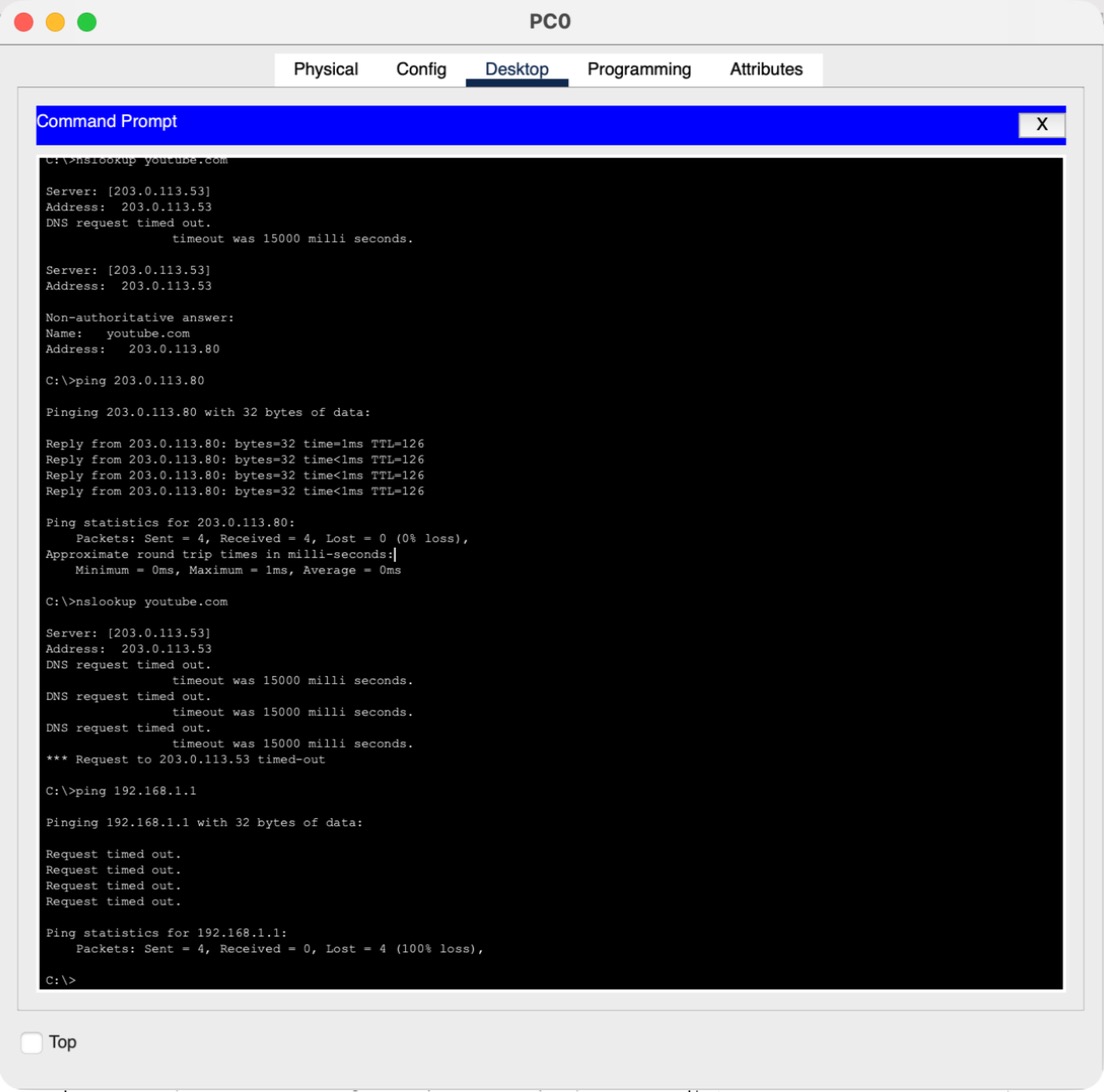 PC0
Physical Config Desktop Programming Attributes
Command Prompt
X
C:\>nslookup youtube.com
Server: [203.0.113.53]
Address:  203.0.113.53
DNS request timed out.
timeout was 15000 milli seconds.
Server: [203.0.113.53]
Address:  203.0.113.53
Non-authoritative answer:
Name:   youtube.com
Address:   203.0.113.80
C:\>ping 203.0.113.80
Pinging 203.0.113.80 with 32 bytes of data:
Reply from 203.0.113.80: bytes=32 time=1ms TTL=126
Reply from 203.0.113.80: bytes=32 time<1ms TTL=126
Reply from 203.0.113.80: bytes=32 time<1ms TTL=126
Reply from 203.0.113.80: bytes=32 time<1ms TTL=126
Ping statistics for 203.0.113.80:
Packets: Sent = 4, Received = 4, Lost = 0 (0% loss),
Approximate round trip times in milli-seconds:
Minimum = 0ms, Maximum = 1ms, Average = 0ms
C:\>nslookup youtube.com
Server: [203.0.113.53]
Address:  203.0.113.53
DNS request timed out.
timeout was 15000 milli seconds.
DNS request timed out.
timeout was 15000 milli seconds.
DNS request timed out.
timeout was 15000 milli seconds.
*** Request to 203.0.113.53 timed-out
C:\>ping 192.168.1.1
Pinging 192.168.1.1 with 32 bytes of data:
Request timed out.
Request timed out.
Request timed out.
Request timed out.
Ping statistics for 192.168.1.1:
Packets: Sent = 4, Received = 0, Lost = 4 (100% loss),
C:\>
Top